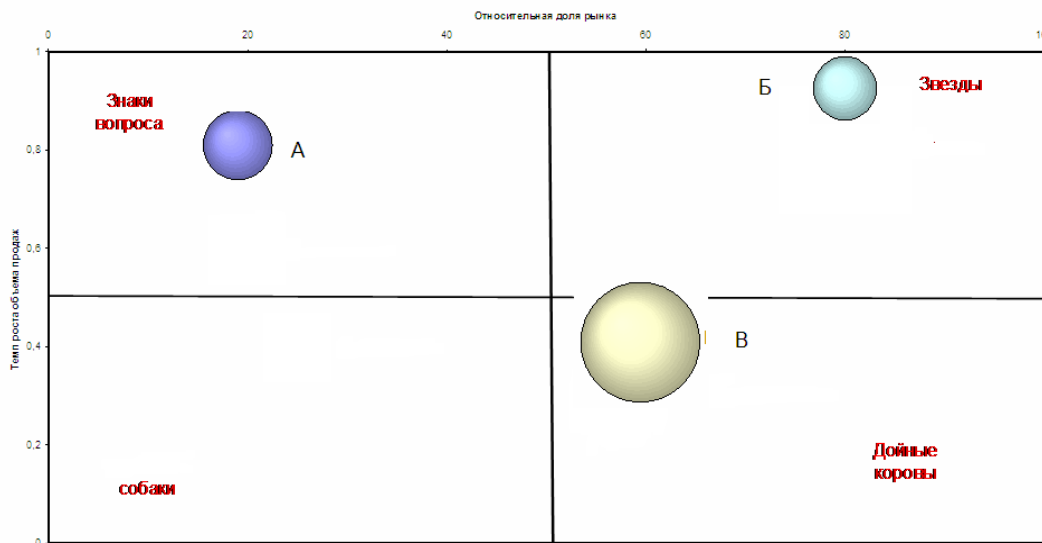 Относительная доля рынка
0 20 40 60 80 10
1
Б
Звезды
Знаки
вопроса
0,8
А
0,6
Темп роста объема продаж
0,4
В
0,2
Дойные
коровы
собаки
0